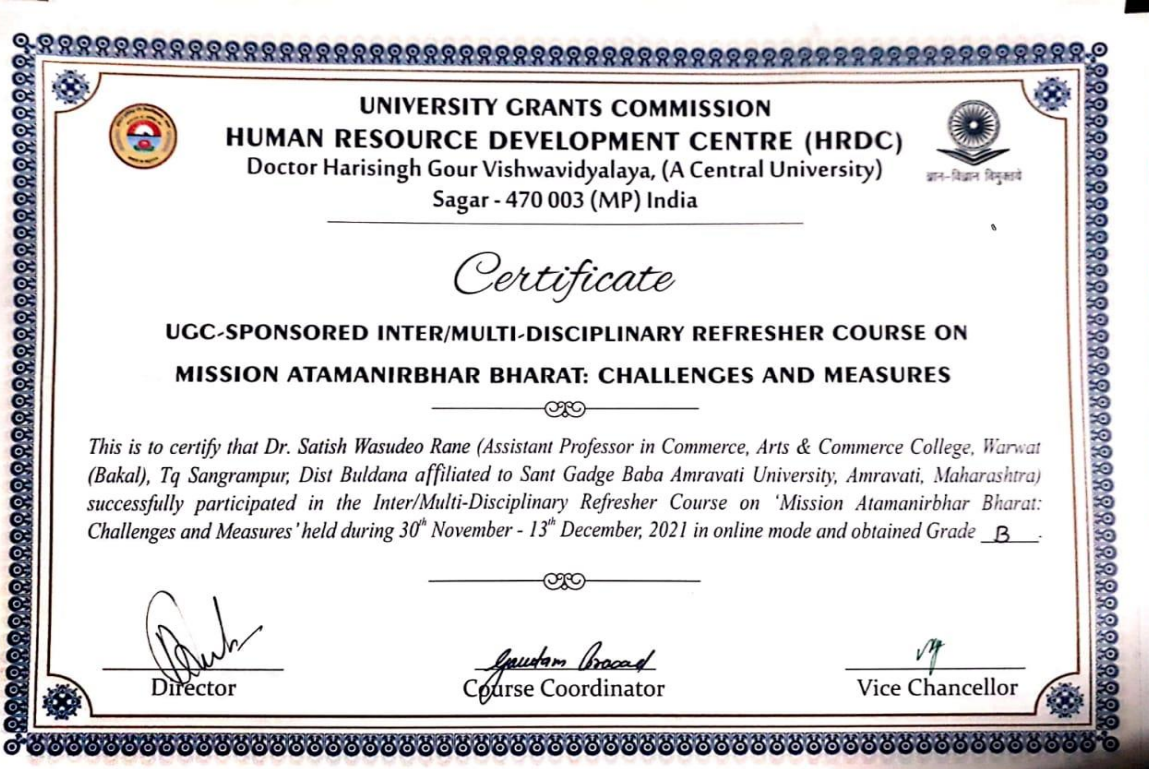 UNIVERSITY GRANTS COMMISSION
HUMAN RESOURCE DEVELOPMENT CENTRE (HRDC)
Doctor Harisingh Gour Vishwavidyalaya, (A Central University)
Sagar - 470 003 (MP) India
ज्ञान-विज्ञान विमुक्तये
Certificate
UGC-SPONSORED INTER/MULTI-DISCIPLINARY REFRESHER COURSE ON
MISSION ATAMANIRBHAR BHARAT: CHALLENGES AND MEASURES
This is to certify that Dr. Satish Wasudeo Rane (Assistant Professor in Commerce, Arts & Commerce College, Warwat
(Bakal), Tq Sangrampur, Dist Buldana affiliated to Sant Gadge Baba Amravati University, Amravati, Maharashtra)
successfully participated in the Inter/Multi-Disciplinary Refresher Course on 'Mission Atamanirbhar Bharat:
Challenges and Measures' held during 30th November - 13th December, 2021 in online mode and obtained Grade B.
Gautam Prasad
Director
Course Coordinator
Vice Chancellor